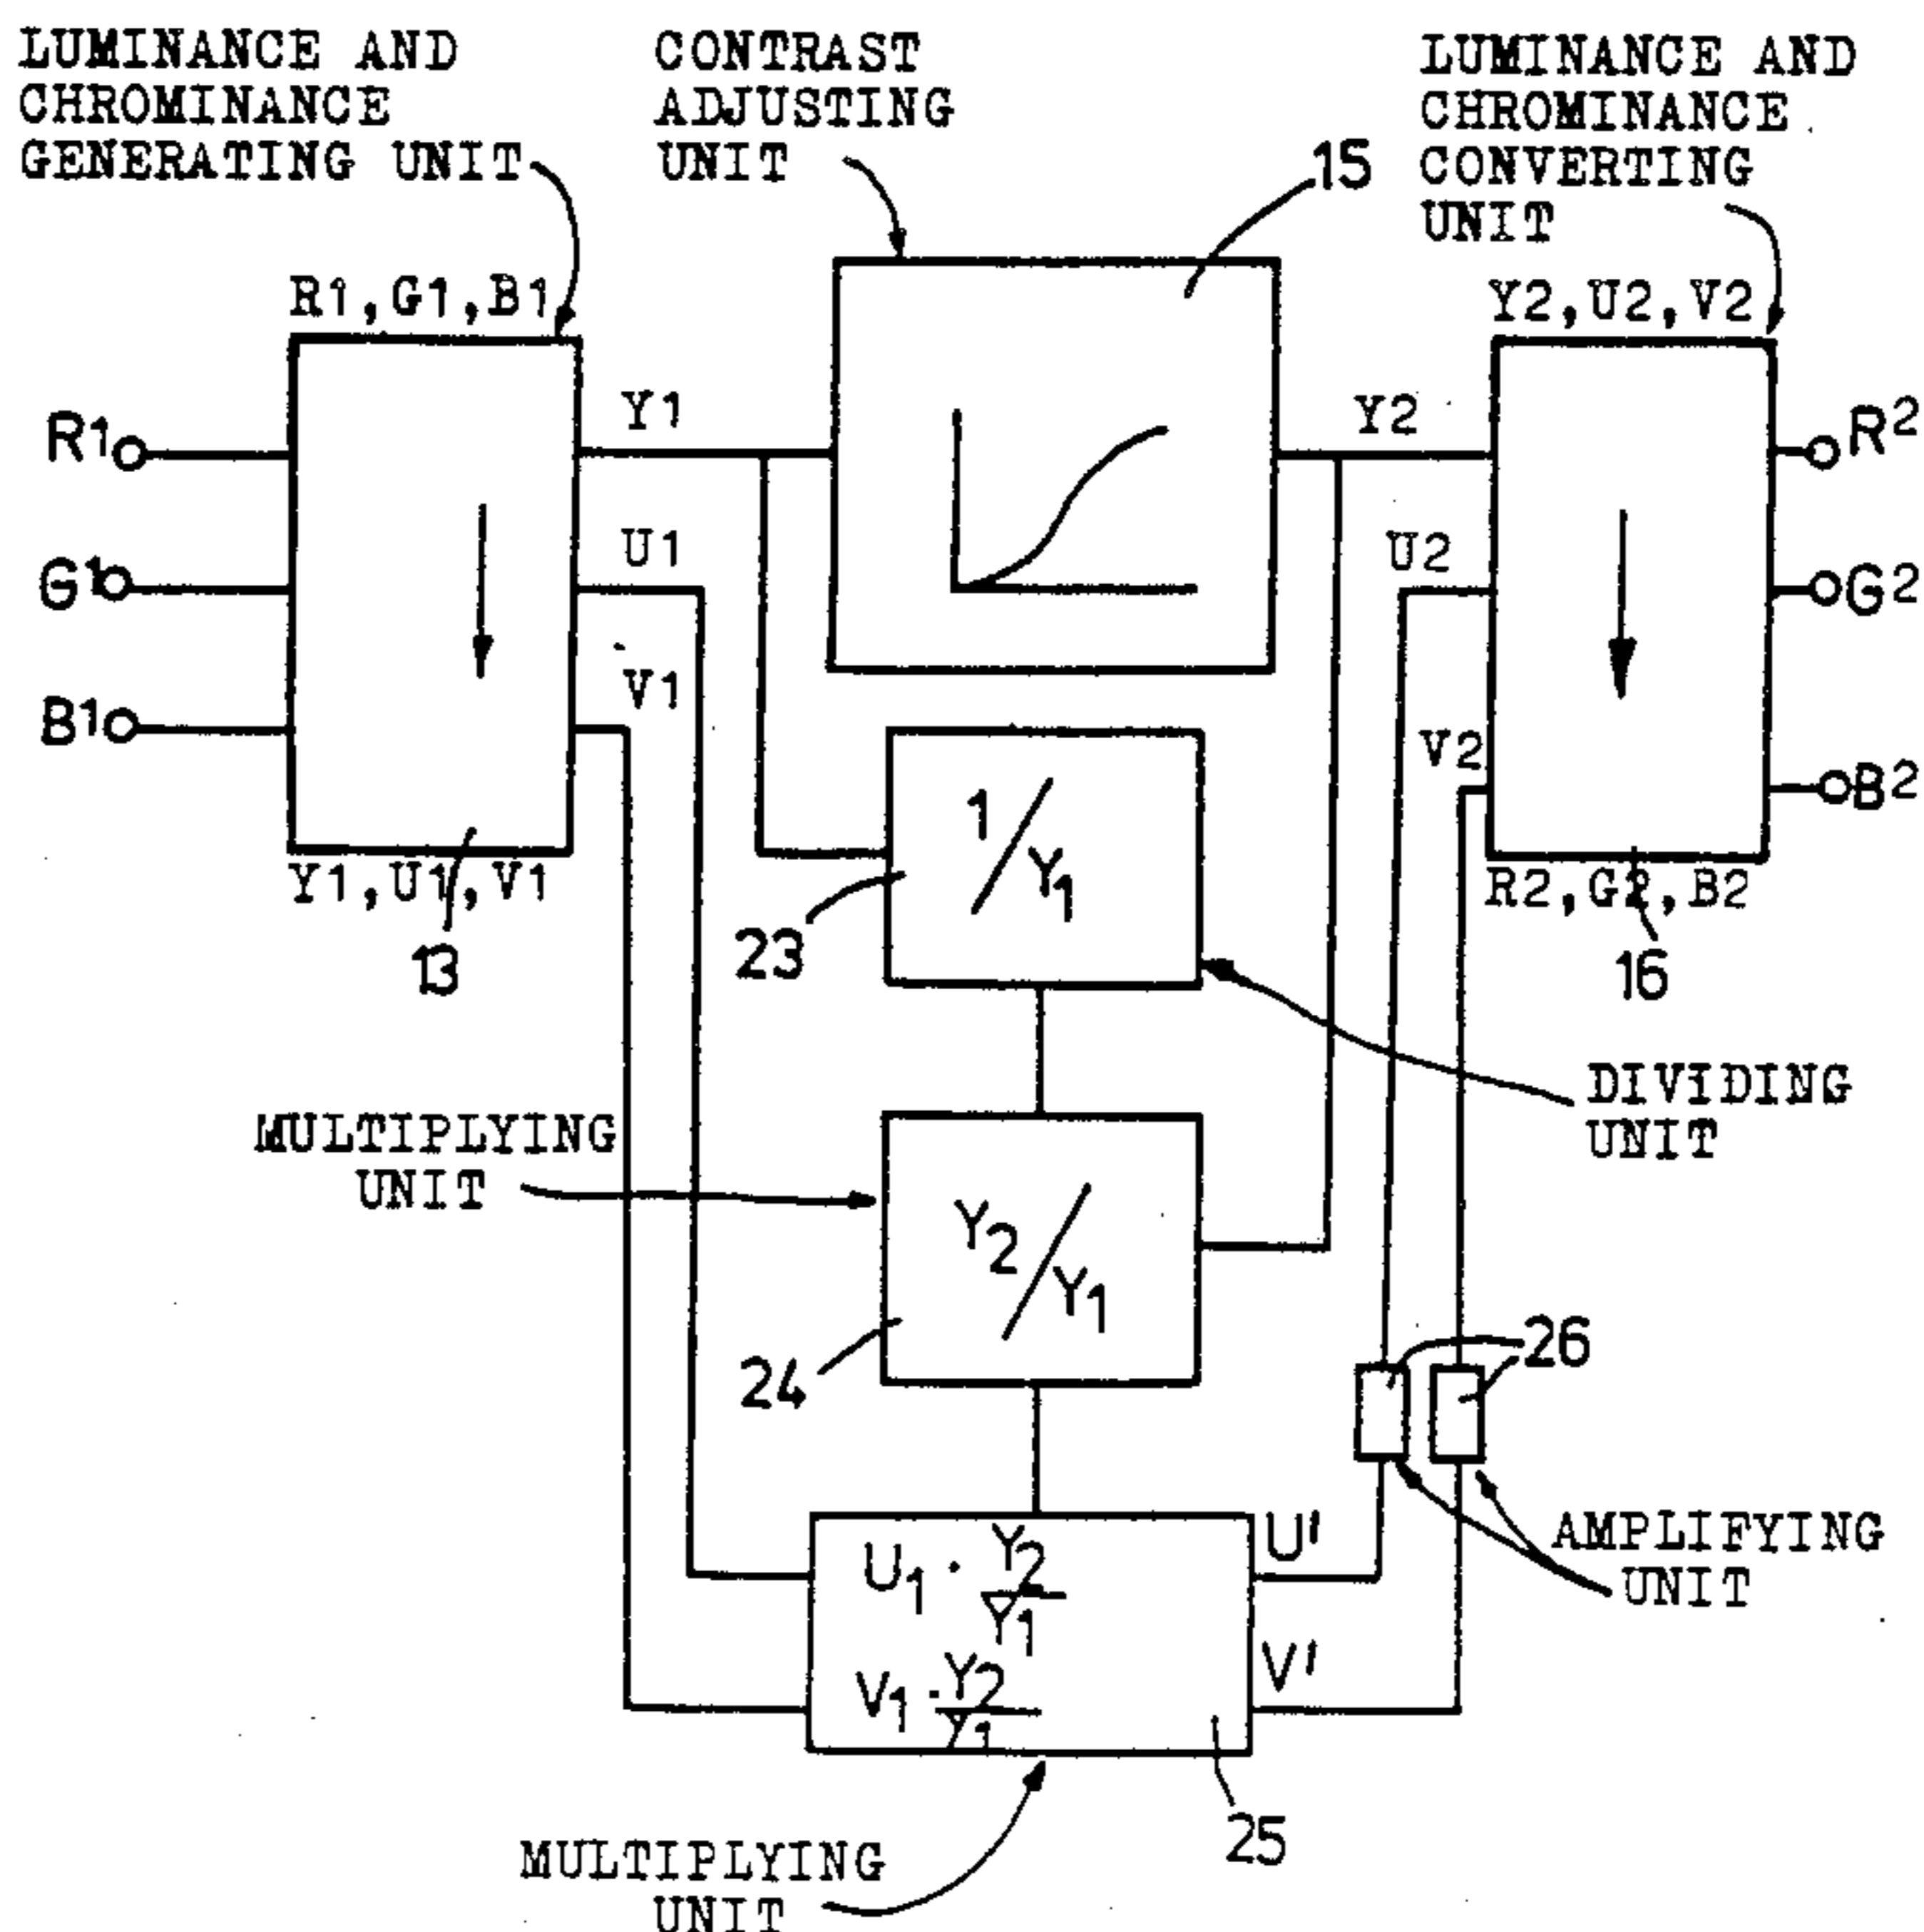 LUMINANCE AND
CHROMINANCE
GENERATING UNIT
CONTRAST
ADJUSTING
UNIT
LUMINANCE AND
CHROMINANCE
CONVERTING
UNIT
15
R1,G1,B1
Y2,U2,V2
R1
G1
B1
Y1
U1
V1
Y2
U2
V2
R2
G2
B2
Y1,U1,V1
13
R2,G2,B2
16
1/Y1
23
DIVIDING
UNIT
MULTIPLYING
UNIT
Y2/Y1
24
26
AMPLIFYING
UNIT
U1 · Y2/Y1
V1 · Y2/Y1
U'
V'
25
MULTIPLYING
UNIT